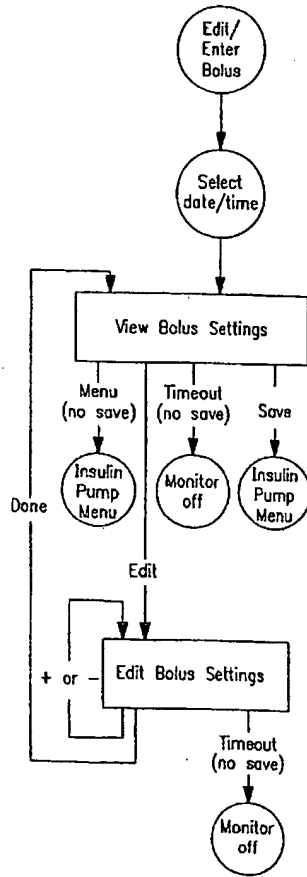 Edit/
Enter
Bolus
Select
date/time
View Bolus Settings
Menu
(no save)
Timeout
(no save)
Save
Insulin
Pump
Menu
Monitor
off
Insulin
Pump
Menu
Done
Edit
+ or -
Edit Bolus Settings
Timeout
(no save)
Monitor
off